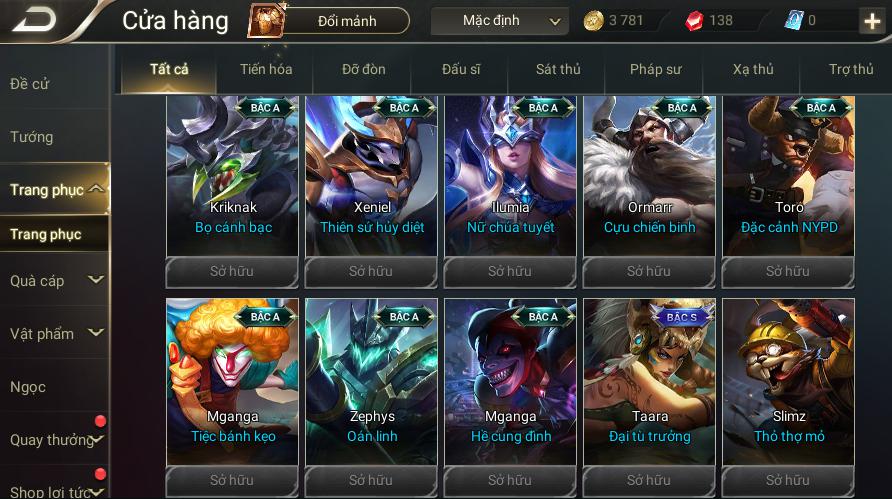 Cửa hàng
Đổi mảnh
Mặc định
3 781
138
0
Đề cử
Tướng
Trang phục
Trang phục
Quà cáp
Vật phẩm
Ngọc
Quay thưởng
Shop lợi tức
Tất cả
Tiến hóa
Đỡ đòn
Đấu sĩ
Sát thủ
Pháp sư
Xạ thủ
Trợ thủ
BẬC A
Kriknak
Bọ cánh bạc
Sở hữu
BẬC A
Xeniel
Thiên sứ hủy diệt
Sở hữu
BẬC A
Ilumia
Nữ chúa tuyết
Sở hữu
BẬC A
Ormarr
Cựu chiến binh
Sở hữu
BẬC A
Toro
Đặc cảnh NYPD
Sở hữu
BẬC A
Mganga
Tiệc bánh kẹo
Sở hữu
BẬC A
Zephys
Oán linh
Sở hữu
BẬC A
Mganga
Hề cung đình
Sở hữu
BẬC S
Taara
Đại tù trưởng
Sở hữu
Slimz
Thỏ thợ mỏ
Sở hữu